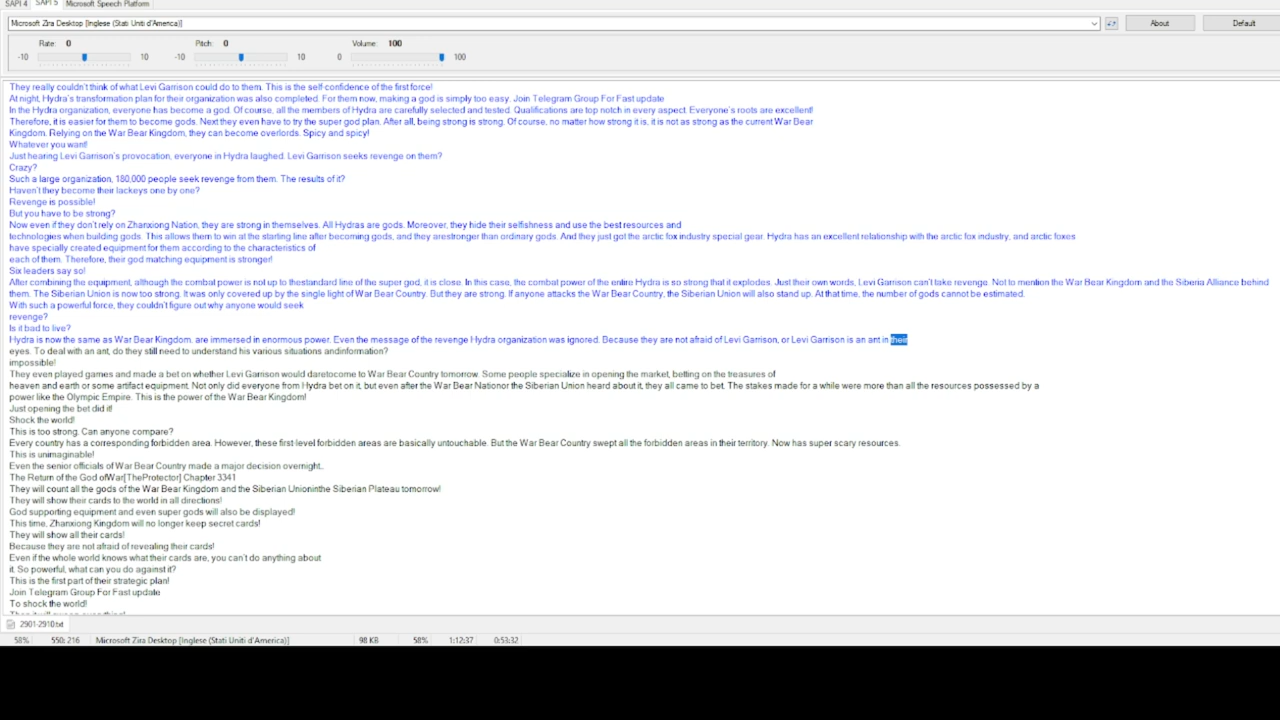 SAPI 4 SAPI 5 Microsoft Speech Platform
Microsoft Zira Desktop [Inglese (Stati Uniti d'America)] About Default
Rate: 0 Pitch: 0 Volume: 100
-10 10 -10 10 0 100
They really couldn't think of what Levi Garrison could do to them. This is the self-confidence of the first force!
At night, Hydra's transformation plan for their organization was also completed. For them now, making a god is simply too easy. Join Telegram Group For Fast update
In the Hydra organization, everyone has become a god. Of course, all the members of Hydra are carefully selected and tested. Qualifications are top notch in every aspect. Everyone's roots are excellent!
Therefore, it is easier for them to become gods. Next they even have to try the super god plan. After all, being strong is strong. Of course, no matter how strong it is, it is not as strong as the current War Bear
Kingdom. Relying on the War Bear Kingdom, they can become overlords. Spicy and spicy!
Whatever you want!
Just hearing Levi Garrison's provocation, everyone in Hydra laughed. Levi Garrison seeks revenge on them?
Crazy?
Such a large organization, 180,000 people seek revenge from them. The results of it?
Haven't they become their lackeys one by one?
Revenge is possible!
But you have to be strong?
Now even if they don't rely on Zhanxiong Nation, they are strong in themselves. All Hydras are gods. Moreover, they hide their selfishness and use the best resources and
technologies when building gods. This allows them to win at the starting line after becoming gods, and they arestronger than ordinary gods. And they just got the arctic fox industry special gear. Hydra has an excellent relationship with the arctic fox industry, and arctic foxes
have specially created equipment for them according to the characteristics of
each of them. Therefore, their god matching equipment is stronger!
Six leaders say so!
After combining the equipment, although the combat power is not up to thestandard line of the super god, it is close. In this case, the combat power of the entire Hydra is so strong that it explodes. Just their own words, Levi Garrison can't take revenge. Not to mention the War Bear Kingdom and the Siberia Alliance behind
them. The Siberian Union is now too strong. It was only covered up by the single light of War Bear Country. But they are strong. If anyone attacks the War Bear Country, the Siberian Union will also stand up. At that time, the number of gods cannot be estimated.
With such a powerful force, they couldn't figure out why anyone would seek
revenge?
Is it bad to live?
Hydra is now the same as War Bear Kingdom. are immersed in enormous power. Even the message of the revenge Hydra organization was ignored. Because they are not afraid of Levi Garrison, or Levi Garrison is an ant in their
eyes. To deal with an ant, do they still need to understand his various situations andinformation?
impossible!
They even played games and made a bet on whether Levi Garrison would daretocome to War Bear Country tomorrow. Some people specialize in opening the market, betting on the treasures of
heaven and earth or some artifact equipment. Not only did everyone from Hydra bet on it, but even after the War Bear Nationor the Siberian Union heard about it, they all came to bet. The stakes made for a while were more than all the resources possessed by a
power like the Olympic Empire. This is the power of the War Bear Kingdom!
Just opening the bet did it!
Shock the world!
This is too strong. Can anyone compare?
Every country has a corresponding forbidden area. However, these first-level forbidden areas are basically untouchable. But the War Bear Country swept all the forbidden areas in their territory. Now has super scary resources.
This is unimaginable!
Even the senior officials of War Bear Country made a major decision overnight..
The Return of the God ofWar[TheProtector] Chapter 3341
They will count all the gods of the War Bear Kingdom and the Siberian Unioninthe Siberian Plateau tomorrow!
They will show their cards to the world in all directions!
God supporting equipment and even super gods will also be displayed!
This time, Zhanxiong Kingdom will no longer keep secret cards!
They will show all their cards!
Because they are not afraid of revealing their cards!
Even if the whole world knows what their cards are, you can't do anything about
it. So powerful, what can you do against it?
This is the first part of their strategic plan!
Join Telegram Group For Fast update
To shock the world!
2901-2910.txt
58% 550: 216 Microsoft Zira Desktop [Inglese (Stati Uniti d'America)] 98 KB 58% 1:12:37 0:53:32